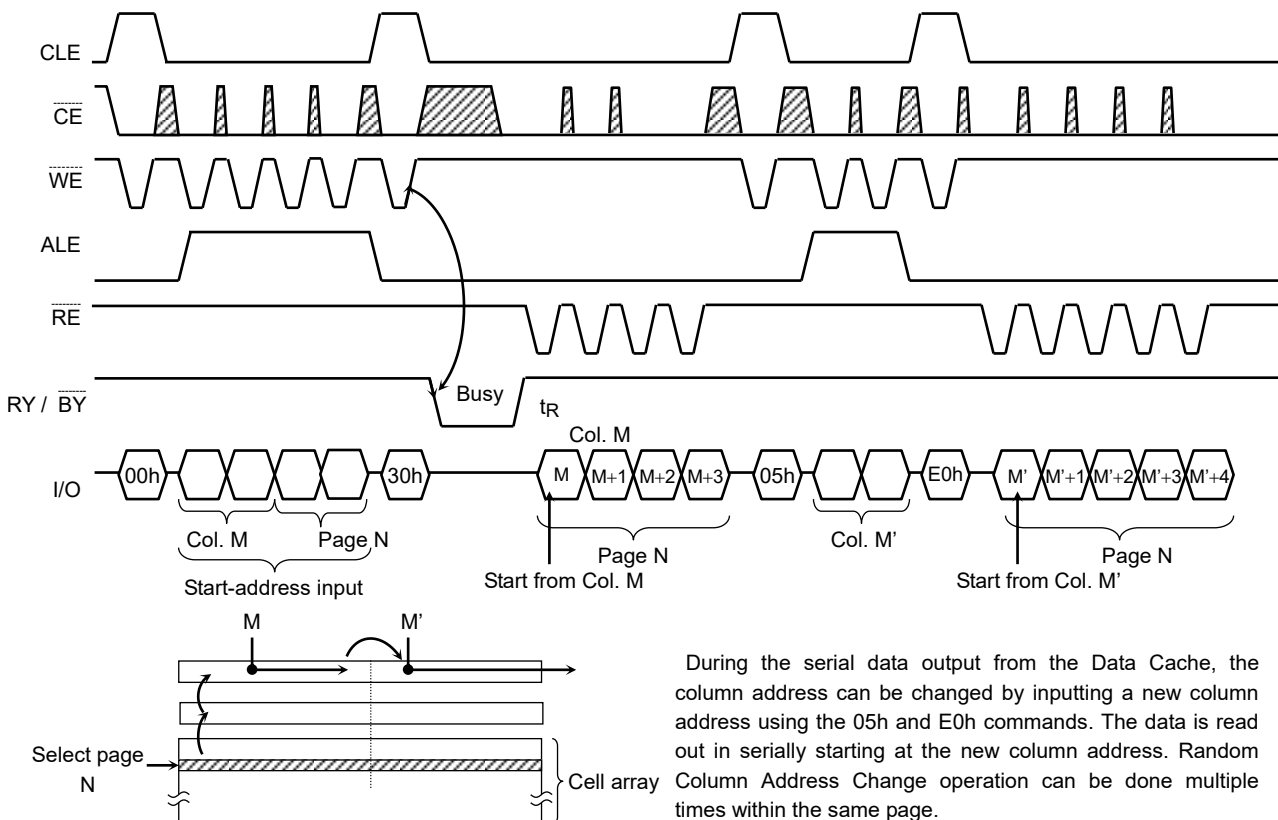 CLE
CE
WE
ALE
RE
RY / BY Busy tR
Col. M
I/O 00h 30h M M+1 M+2 M+3 05h E0h M' M'+1 M'+2 M'+3 M'+4
Col. M Page N Page N Col. M' Page N
Start-address input Start from Col. M Start from Col. M’
M M’
Select page
N
Cell array
During the serial data output from the Data Cache, the
column address can be changed by inputting a new column
address using the 05h and E0h commands. The data is read
out in serially starting at the new column address. Random
Column Address Change operation can be done multiple
times within the same page.